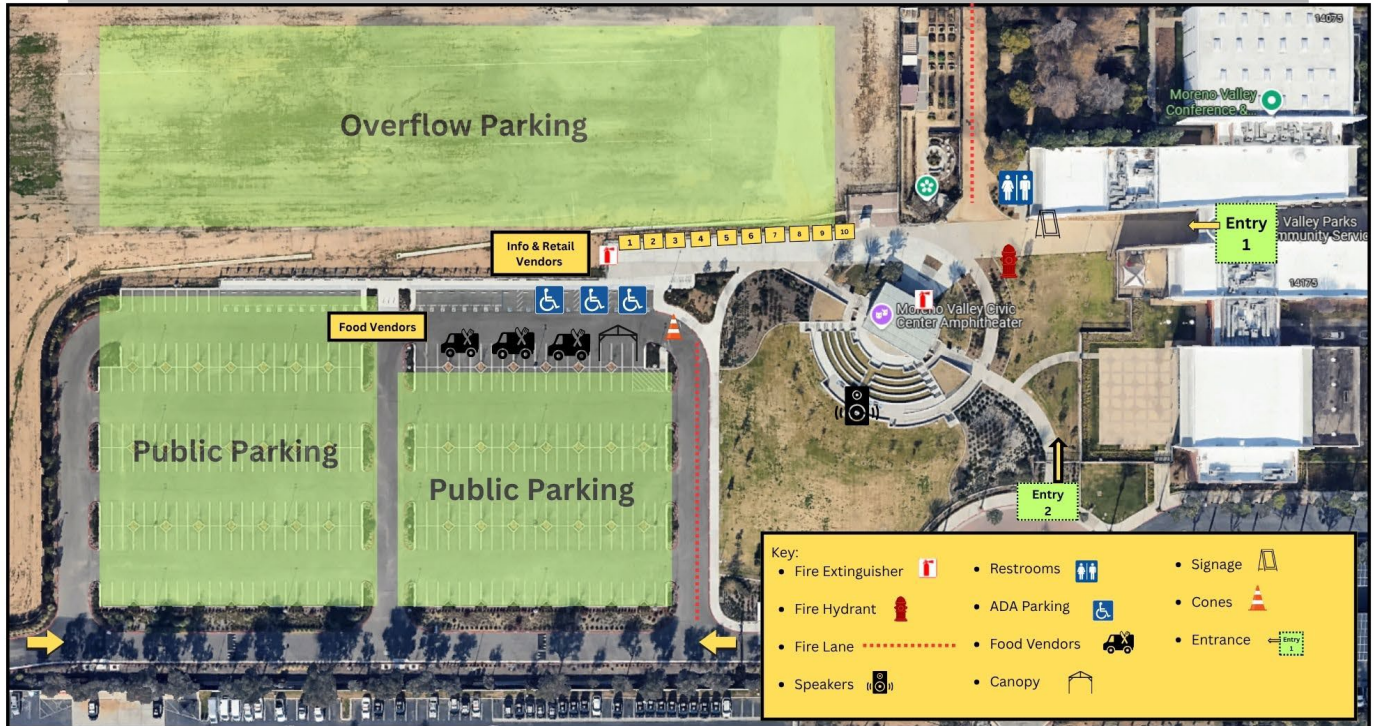 14075
Moreno Valley
Conference &...
Overflow Parking
Entry
1
Valley Parks
mmunity Servic
Info & Retail
Vendors
1 2 3 4 5 6 7 8 9 10
14175
Moreno Valley Civic
Center Amphitheater
Food Vendors
Public Parking
Public Parking
Entry
2
Key:
• Fire Extinguisher
• Fire Hydrant
• Fire Lane
• Speakers
• Restrooms
• ADA Parking
• Food Vendors
• Canopy
• Signage
• Cones
• Entrance
Entry
1